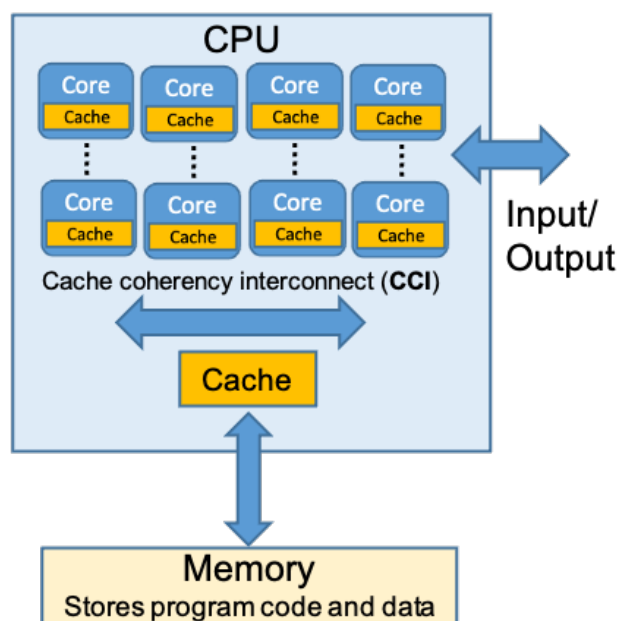 CPU
Core Core Core Core
Cache Cache Cache Cache
Core Core Core Core
Cache Cache Cache Cache
Input/
Output
Cache coherency interconnect (CCI)
Cache
Memory
Stores program code and data